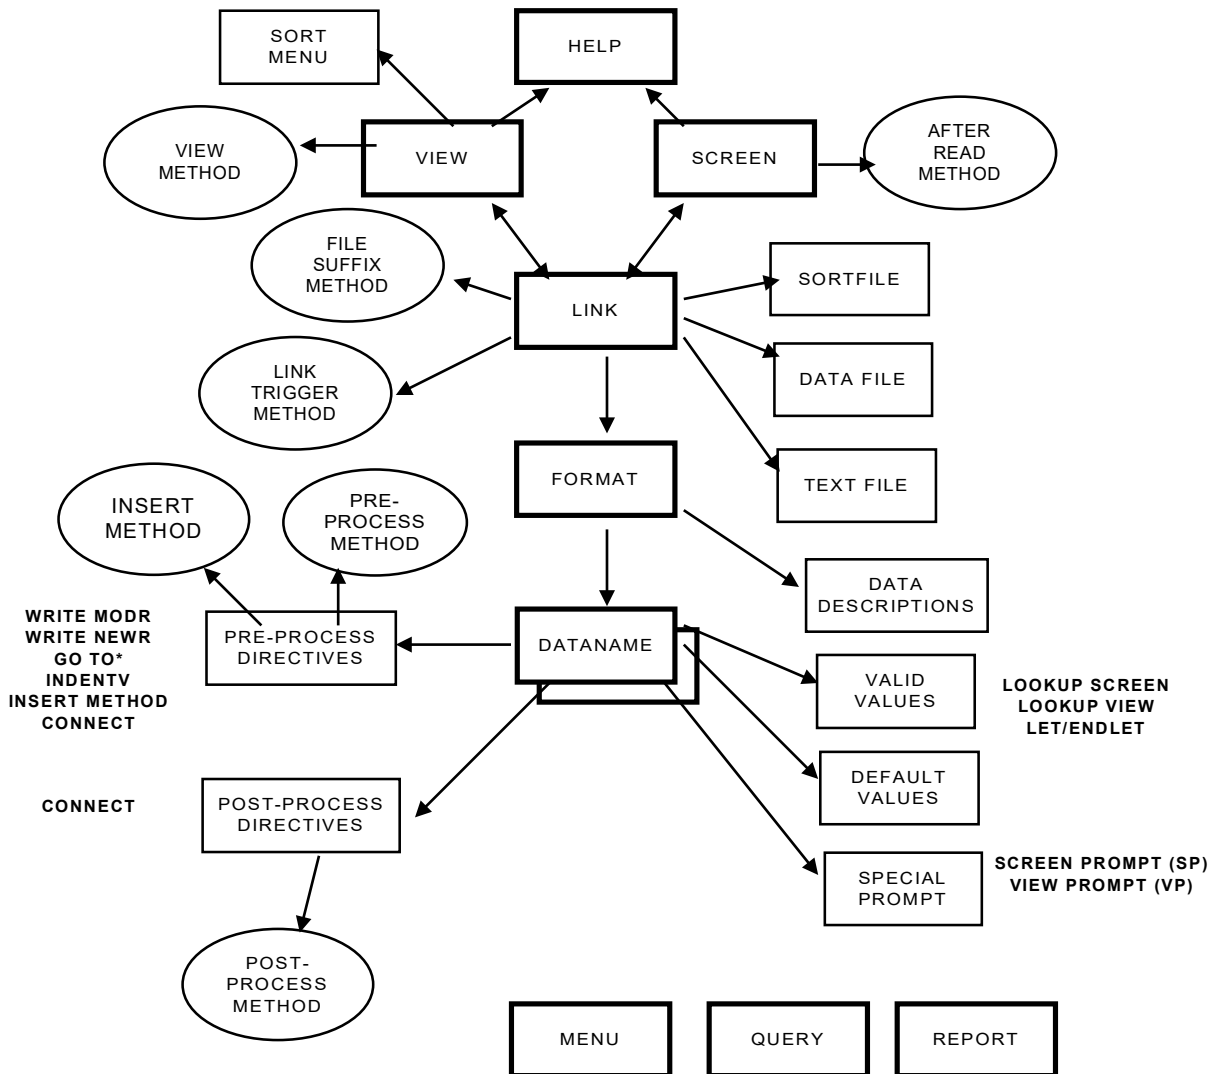 SORT
MENU
HELP
VIEW
METHOD
VIEW
SCREEN
AFTER
READ
METHOD
FILE
SUFFIX
METHOD
LINK
SORTFILE
LINK
TRIGGER
METHOD
DATA FILE
FORMAT
TEXT FILE
INSERT
METHOD
PRE-
PROCESS
METHOD
DATA
DESCRIPTIONS
WRITE MODR
WRITE NEWR
GO TO*
INDENTV
INSERT METHOD
CONNECT
PRE-PROCESS
DIRECTIVES
DATANAME
VALID
VALUES
LOOKUP SCREEN
LOOKUP VIEW
LET/ENDLET
CONNECT
POST-PROCESS
DIRECTIVES
DEFAULT
VALUES
SPECIAL
PROMPT
SCREEN PROMPT (SP)
VIEW PROMPT (VP)
POST-
PROCESS
METHOD
MENU
QUERY
REPORT